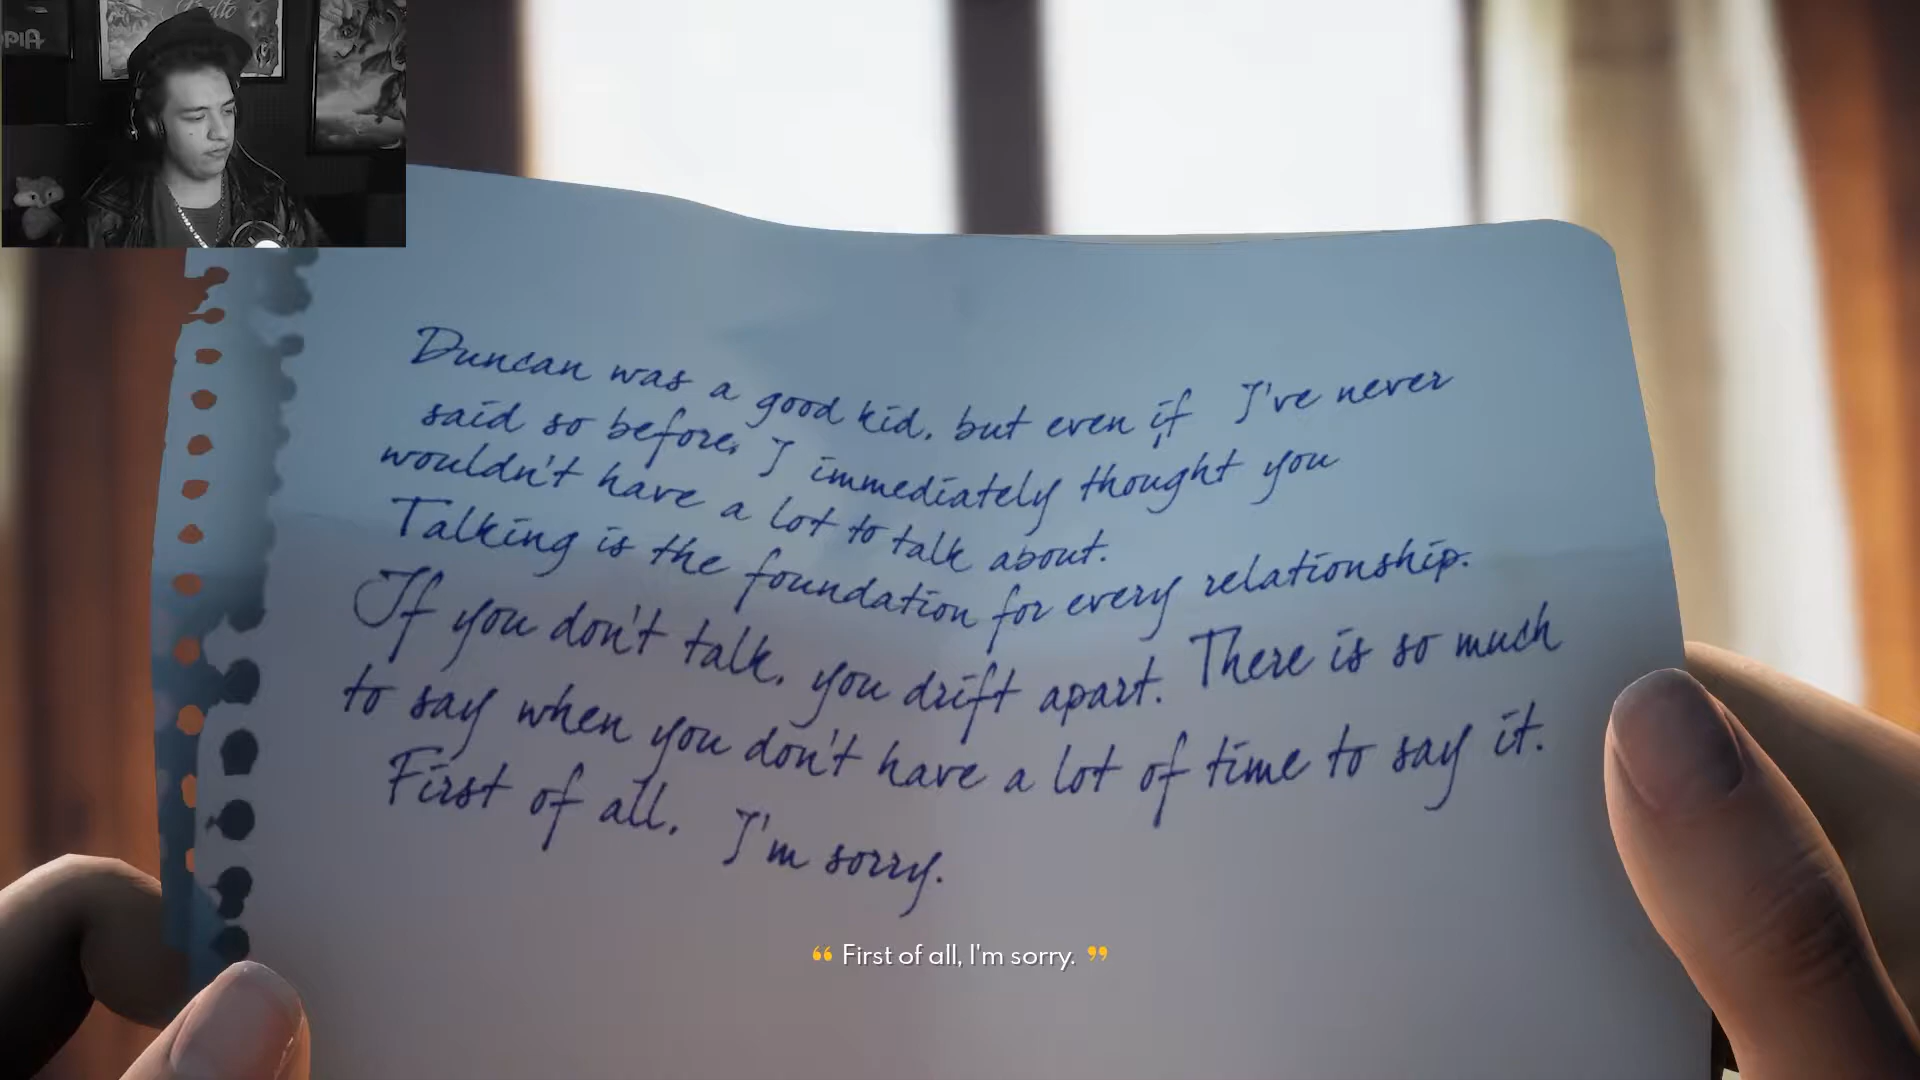 PIA
Duncan was a good kid, but even if I've never
said so before, I immediately thought you
wouldn't have a lot to talk about.
Talking is the foundation for every relationship.
If you don't talk, you drift apart. There is so much
to say when you don't have a lot of time to say it.
First of all, I'm sorry.
“ First of all, I'm sorry. ”